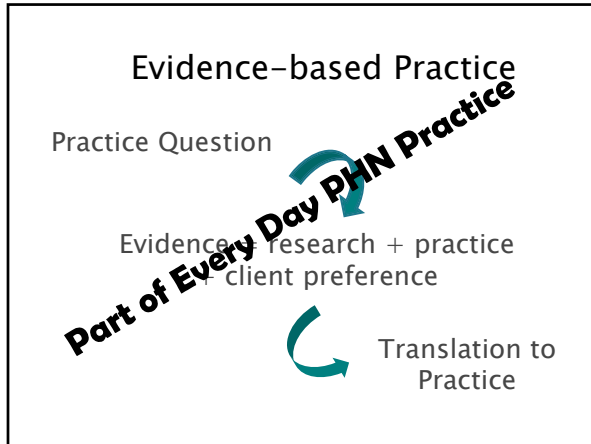 Evidence-based Practice
Practice Question
Part of Every Day PHN Practice
Evidence = research + practice
+ client preference
Translation to
Practice